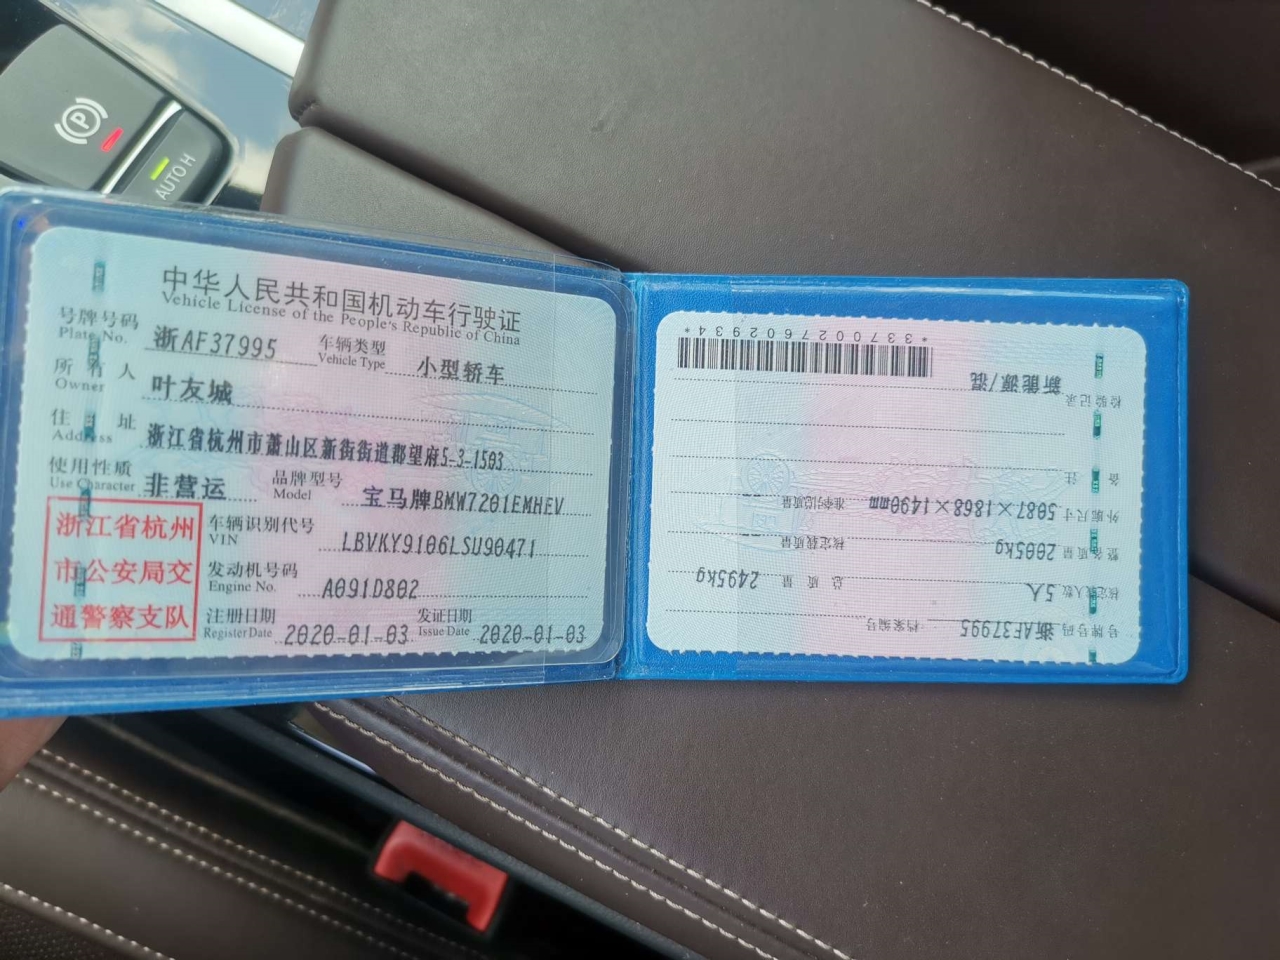 AUTO H
中华人民共和国机动车行驶证
Vehicle License of the People's Republic of China
号牌号码 浙AF37995 车辆类型 小型轿车
Plate No. Vehicle Type
所有人 叶友城
Owner
住址 浙江省杭州市萧山区新街街道郡望府5-3-1503
Address
使用性质 非营运 品牌型号 宝马牌BMW7201EMHEV
Use Character Model
浙江省杭州
市公安局交
通警察支队
车辆识别代号 LBVKY9106LSU90471
VIN
发动机号码 A091D802
Engine No.
注册日期 2020-01-03 发证日期 2020-01-03
Register Date Issue Date
号牌号码 浙AF37995 档案编号
核定载人数 5人 总质量 2495kg
整备质量 2005kg 核定载质量
外廓尺寸 5087×1868×1490mm 准牵引总质量
备注
检验记录 新能源/混
*3370027602934*